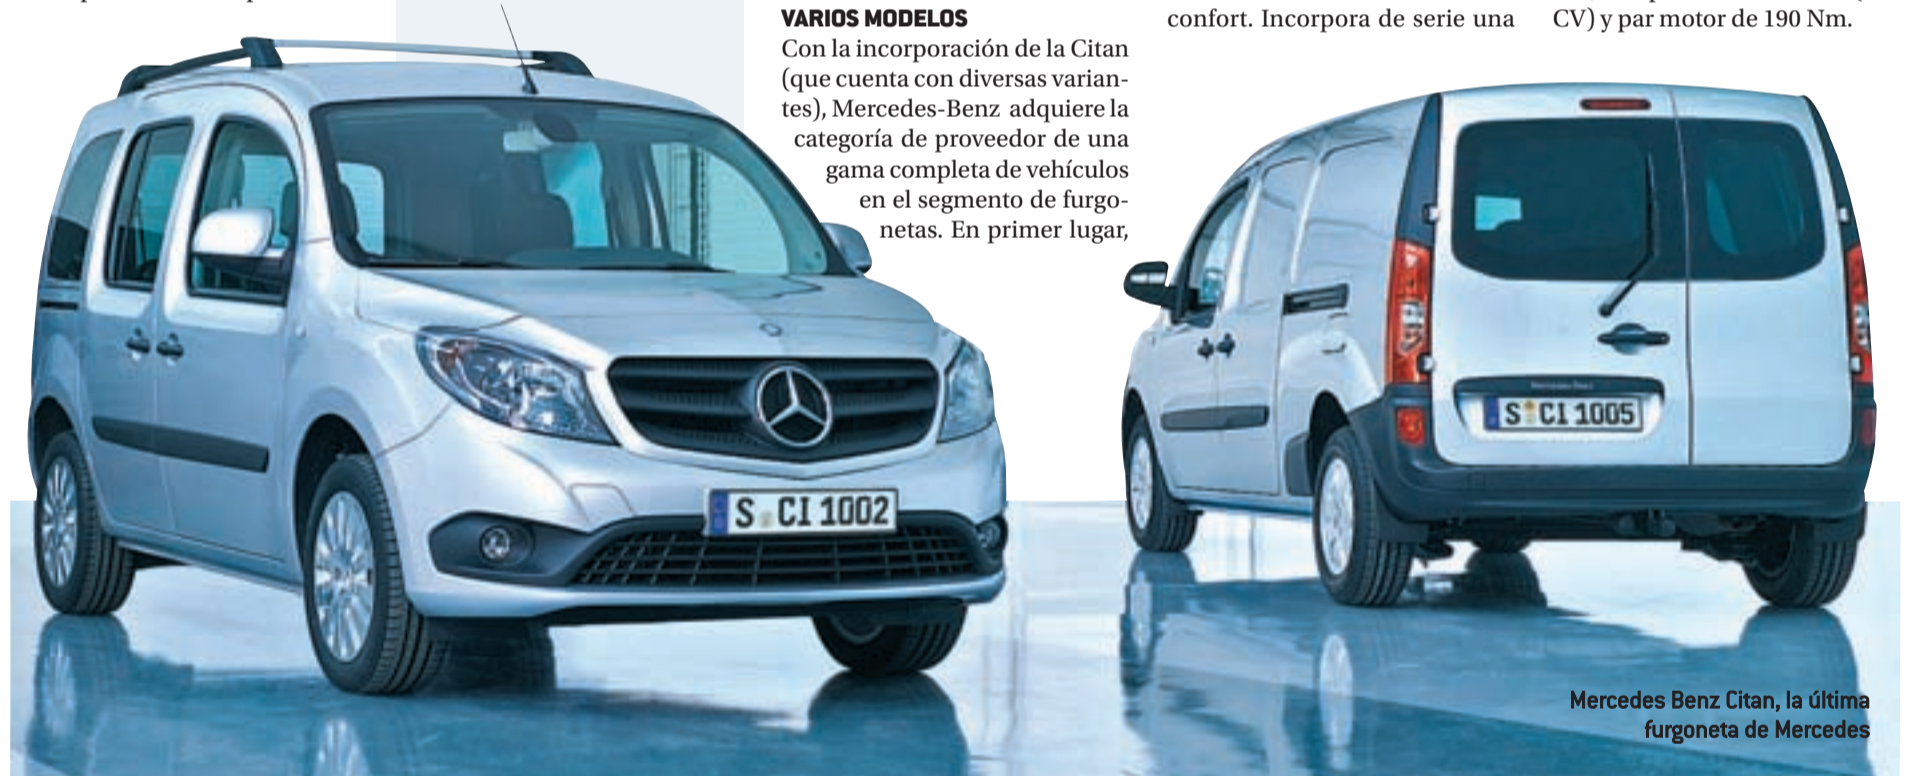 VARIOS MODELOS
Con la incorporación de la Citan
(que cuenta con diversas varian-
tes), Mercedes-Benz adquiere la
categoría de proveedor de una
gama completa de vehículos
en el segmento de furgo-
netas. En primer lugar,
confort. Incorpora de serie una
CV) y par motor de 190 Nm.
S CI 1002
Mercedes-Benz
S CI 1005
Mercedes Benz Citan, la última
furgoneta de Mercedes